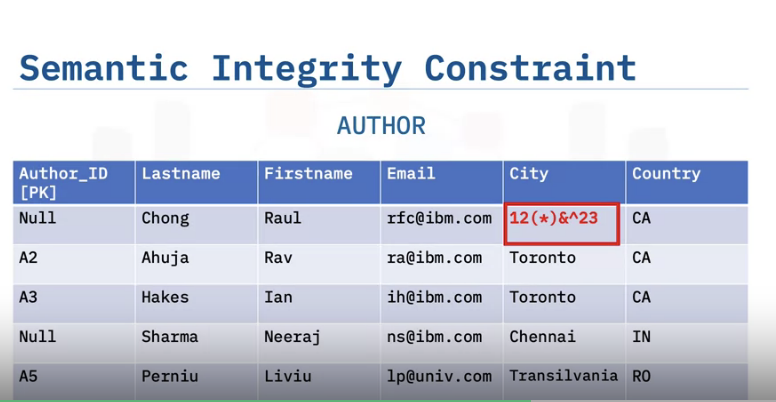 Semantic Integrity Constraint
AUTHOR
Author_ID [PK] Lastname Firstname Email City Country
Null Chong Raul rfc@ibm.com 12(*)&^23 CA
A2 Ahuja Rav ra@ibm.com Toronto CA
A3 Hakes Ian ih@ibm.com Toronto CA
Null Sharma Neeraj ns@ibm.com Chennai IN
A5 Perniu Liviu lp@univ.com Transilvania RO